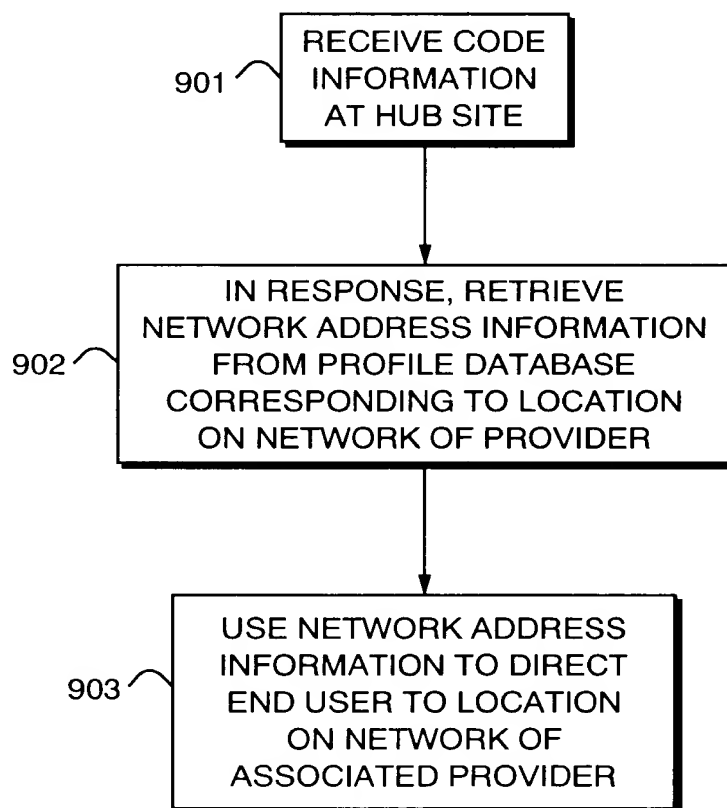 901
RECEIVE CODE
INFORMATION
AT HUB SITE
902
IN RESPONSE, RETRIEVE
NETWORK ADDRESS INFORMATION
FROM PROFILE DATABASE
CORRESPONDING TO LOCATION
ON NETWORK OF PROVIDER
903
USE NETWORK ADDRESS
INFORMATION TO DIRECT
END USER TO LOCATION
ON NETWORK OF
ASSOCIATED PROVIDER